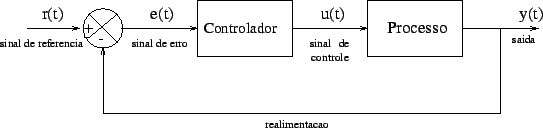 r(t)
e(t)
u(t)
y(t)
+
-
Controlador
Processo
sinal de referencia
sinal de erro
sinal de
controle
saida
realimentacao